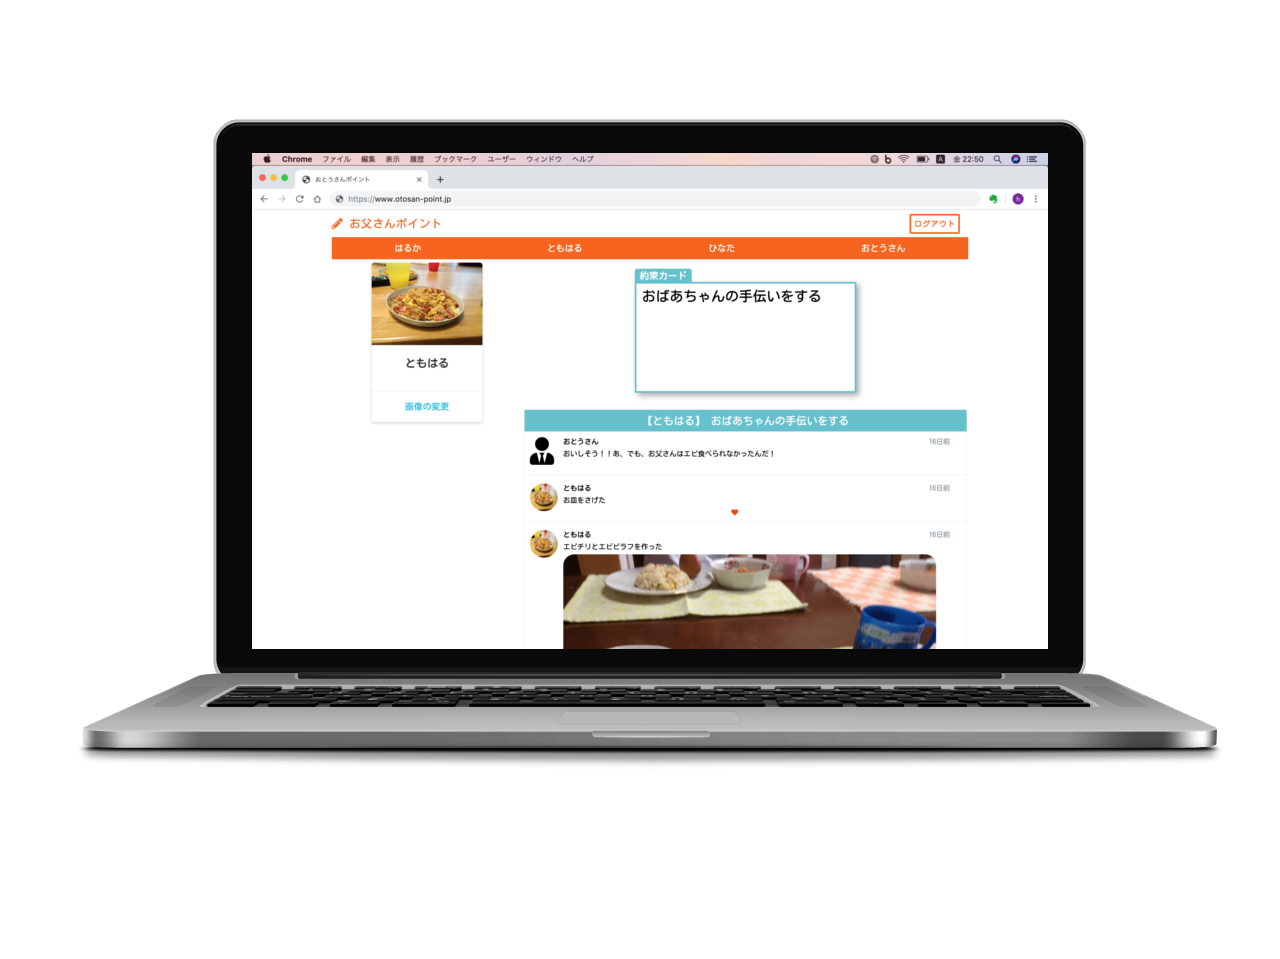 Chrome ファイル 編集 表示 履歴 ブックマーク ユーザー ウィンドウ ヘルプ A 金 22:50
おとうさんポイント
https://www.otosan-point.jp h
お父さんポイント ログアウト
はるか ともはる ひなた おとうさん
ともはる
画像の変更
約束カード
おばあちゃんの手伝いをする
【ともはる】 おばあちゃんの手伝いをする
おとうさん 16日前
おいしそう！！あ、でも、お父さんはエビ食べられなかったんだ！
ともはる 16日前
お皿をさげた
ともはる 16日前
エビチリとエビピラフを作った